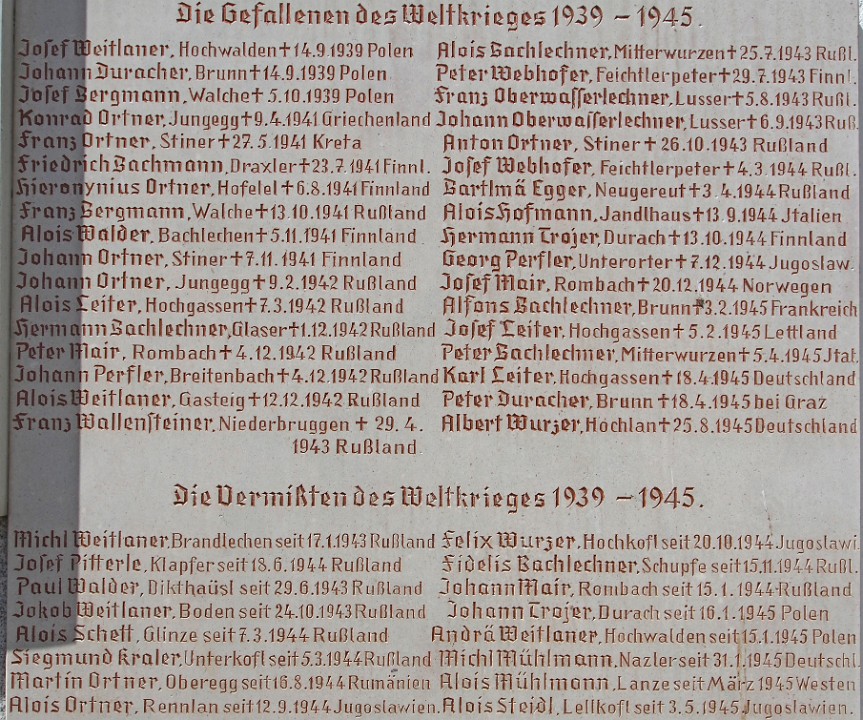 Die Gefallenen des Weltkrieges 1939 – 1945.
Josef Weitlaner, Hochwalden † 14.9.1939 Polen
Johann Duracher, Brunn † 14.9.1939 Polen
Josef Bergmann, Walche † 5.10.1939 Polen
Konrad Ortner, Jungegg † 9.4.1941 Griechenland
Franz Ortner, Stiner † 27.5.1941 Kreta
Friedrich Bachmann, Draxler † 23.7.1941 Finnl.
Hieronynius Ortner, Hofelel † 6.8.1941 Finnland
Franz Bergmann, Walche † 13.10.1941 Rußland
Alois Walder, Bachlechen † 5.11.1941 Finnland
Johann Ortner, Stiner † 7.11.1941 Finnland
Johann Ortner, Jungegg † 9.2.1942 Rußland
Alois Leiter, Hochgassen † 7.3.1942 Rußland
Hermann Bachlechner, Glaser † 1.12.1942 Rußland
Peter Mair, Rombach † 4.12.1942 Rußland
Johann Perfler, Breitenbach † 4.12.1942 Rußland
Alois Weitlaner, Gasteig † 12.12.1942 Rußland
Franz Wallensteiner, Niederbruggen † 29.4.
1943 Rußland.
Alois Bachlechner, Mitterwurzen † 25.7.1943 Rußl.
Peter Webhofer, Feichtlerpeter † 29.7.1943 Finnl.
Franz Oberwasserlechner, Lusser † 5.8.1943 Rußl.
Johann Oberwasserlechner, Lusser † 6.9.1943 Ruß
Anton Ortner, Stiner † 26.10.1943 Rußland
Josef Webhofer, Feichtlerpeter † 4.3.1944 Rußl.
Bartlmä Egger, Neugereut † 3.4.1944 Rußland
Alois Hofmann, Jandlhaus † 13.9.1944 Jtalien
Hermann Trojer, Durach † 13.10.1944 Finnland
Georg Perfler, Unterorter † 7.12.1944 Jugoslaw.
Josef Mair, Rombach † 20.12.1944 Norwegen
Alfons Bachlechner, Brunn † 3.2.1945 Frankreich
Josef Leiter, Hochgassen † 5.2.1945 Lettland
Peter Bachlechner, Mitterwurzen † 5.4.1945 Jtal.
Karl Leiter, Hochgassen † 18.4.1945 Deutschland
Peter Duracher, Brunn † 18.4.1945 bei Graz
Albert Wurzer, Hochlan † 25.8.1945 Deutschland
Die Vermißten des Weltkrieges 1939 – 1945.
Michl Weitlaner, Brandlechen seit 17.1.1943 Rußland
Josef Pitterle, Klapfer seit 18.6.1944 Rußland
Paul Walder, Dikthäusl seit 29.6.1943 Rußland
Jokob Weitlaner, Boden seit 24.10.1943 Rußland
Alois Schett, Glinze seit 7.3.1944 Rußland
Siegmund Kraler, Unterkofl seit 5.3.1944 Rußland
Martin Ortner, Oberegg seit 16.8.1944 Rumänien
Alois Ortner, Rennlan seit 12.9.1944 Jugoslawien.
Felix Wurzer, Hochkofl seit 20.10.1944 Jugoslawi.
Fidelis Bachlechner, Schupfe seit 15.11.1944 Rußl.
Johann Mair, Rombach seit 15.1.1944 Rußland
Johann Trojer, Durach seit 16.1.1945 Polen
Andrä Weitlaner, Hochwalden seit 15.1.1945 Polen
Michl Mühlmann, Nazler seit 31.1.1945 Deutschl.
Alois Mühlmann, Lanze seit März 1945 Westen
Alois Steidl, Lellkofl seit 3.5.1945 Jugoslawien.